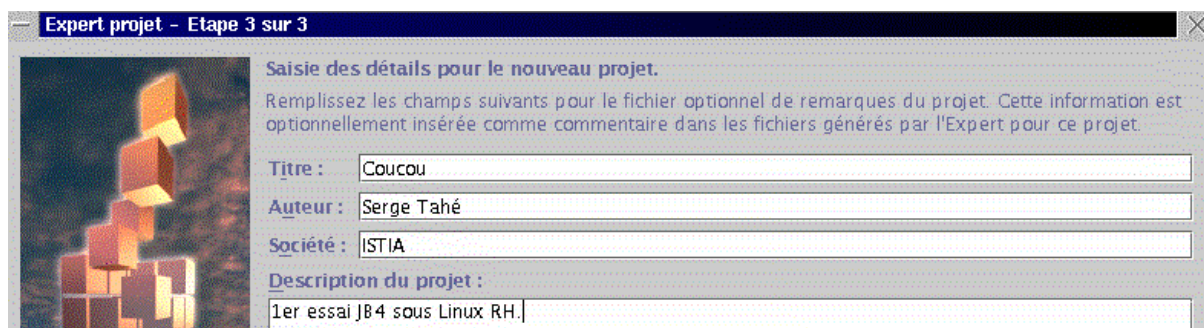 Expert projet - Etape 3 sur 3
Saisie des détails pour le nouveau projet.
Remplissez les champs suivants pour le fichier optionnel de remarques du projet. Cette information est
optionnellement insérée comme commentaire dans les fichiers générés par l'Expert pour ce projet.
Titre : Coucou
Auteur : Serge Tahé
Société : ISTIA
Description du projet :
1er essai JB4 sous Linux RH.